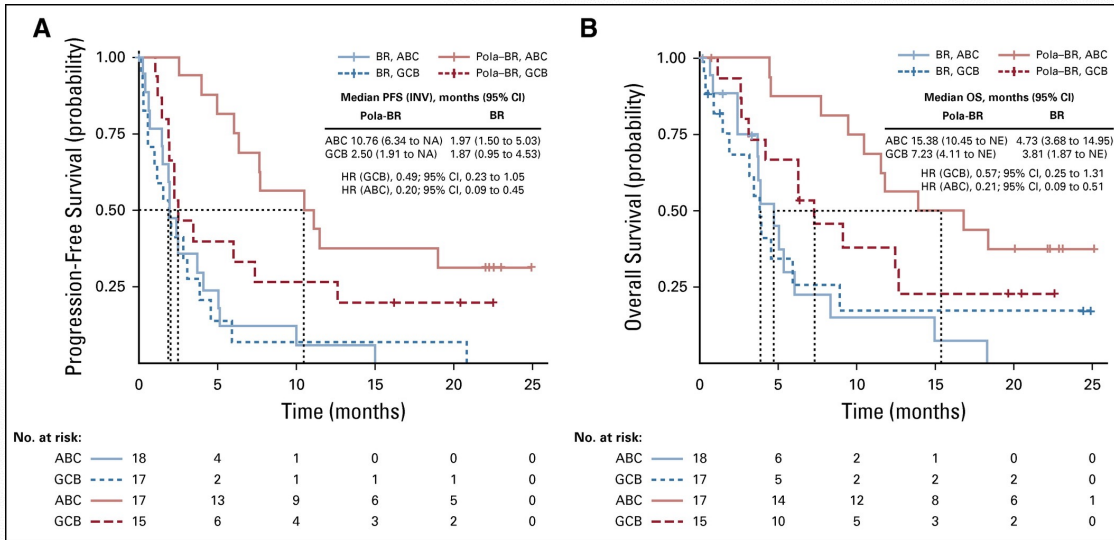 A
Progression-Free Survival (probability)
1.00
0.75
0.50
0.25
0 5 10 15 20 25
Time (months)
BR, ABC Pola–BR, ABC
BR, GCB Pola–BR, GCB
Median PFS (INV), months (95% CI)
Pola-BR BR
ABC 10.76 (6.34 to NA) 1.97 (1.50 to 5.03)
GCB 2.50 (1.91 to NA) 1.87 (0.95 to 4.53)
HR (GCB), 0.49; 95% CI, 0.23 to 1.05
HR (ABC), 0.20; 95% CI, 0.09 to 0.45
No. at risk:
ABC 18 4 1 0 0 0
GCB 17 2 1 1 1 0
ABC 17 13 9 6 5 0
GCB 15 6 4 3 2 0
B
Overall Survival (probability)
1.00
0.75
0.50
0.25
0 5 10 15 20 25
Time (months)
BR, ABC Pola–BR, ABC
BR, GCB Pola–BR, GCB
Median OS, months (95% CI)
Pola-BR BR
ABC 15.38 (10.45 to NE) 4.73 (3.68 to 14.95)
GCB 7.23 (4.11 to NE) 3.81 (1.87 to NE)
HR (GCB), 0.57; 95% CI, 0.25 to 1.31
HR (ABC), 0.21; 95% CI, 0.09 to 0.51
No. at risk:
ABC 18 6 2 1 0 0
GCB 17 5 2 2 2 0
ABC 17 14 12 8 6 1
GCB 15 10 5 3 2 0